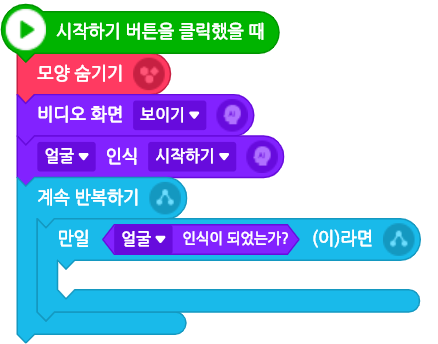 시작하기 버튼을 클릭했을 때
모양 숨기기
비디오 화면 보이기
얼굴 인식 시작하기
계속 반복하기
만일 얼굴 인식이 되었는가? (이)라면